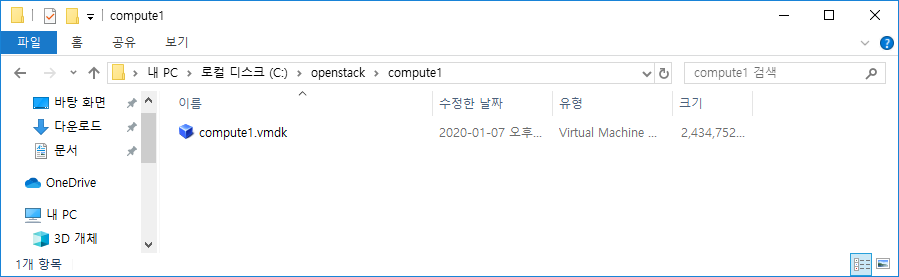 compute1
파일 홈 공유 보기
내 PC 로컬 디스크 (C:) openstack compute1 compute1 검색
바탕 화면
다운로드
문서
OneDrive
내 PC
3D 개체
이름 수정한 날짜 유형 크기
compute1.vmdk 2020-01-07 오후... Virtual Machine ... 2,434,752...
1개 항목